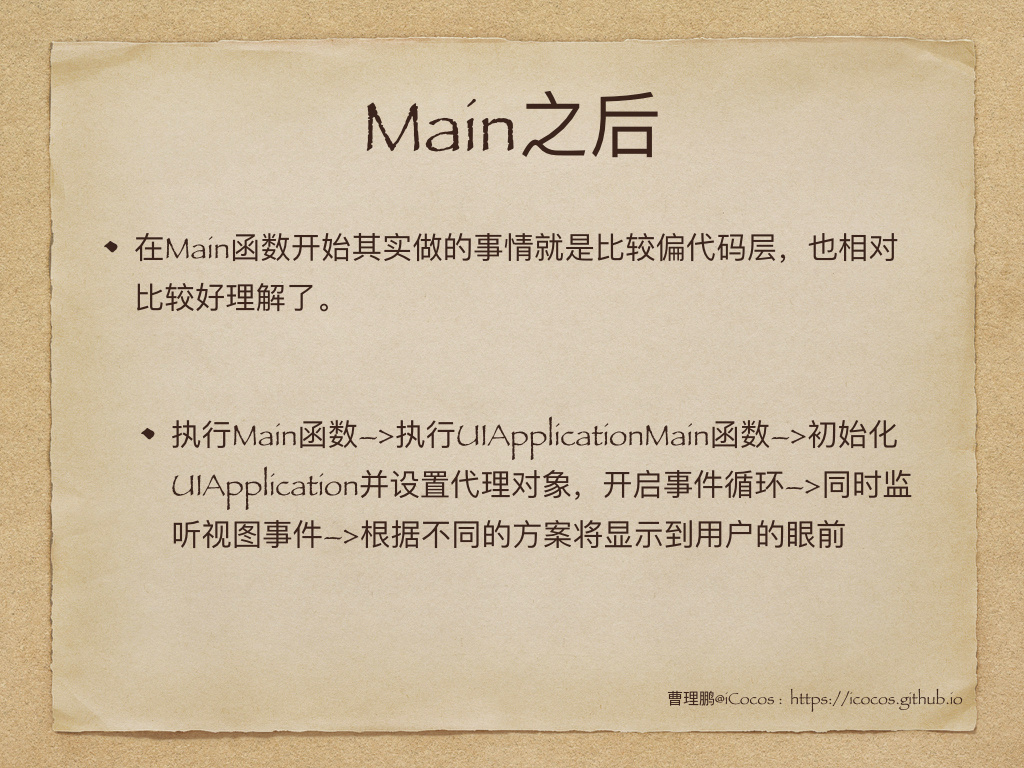 Main之后
在Main函数开始其实做的事情就是比较偏代码层，也相对
比较好理解了。
执行Main函数—>执行UIApplicationMain函数—>初始化
UIApplication并设置代理对象，开启事件循环—>同时监
听视图事件—>根据不同的方案将显示到用户的眼前
曹理鹏@iCocos : https://icocos.github.io